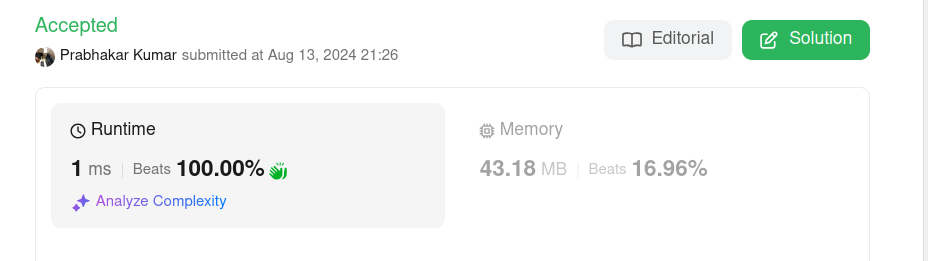 Accepted
Prabhakar Kumar submitted at Aug 13, 2024 21:26
Editorial
Solution
Runtime
1 ms | Beats 100.00%
Analyze Complexity
Memory
43.18 MB | Beats 16.96%